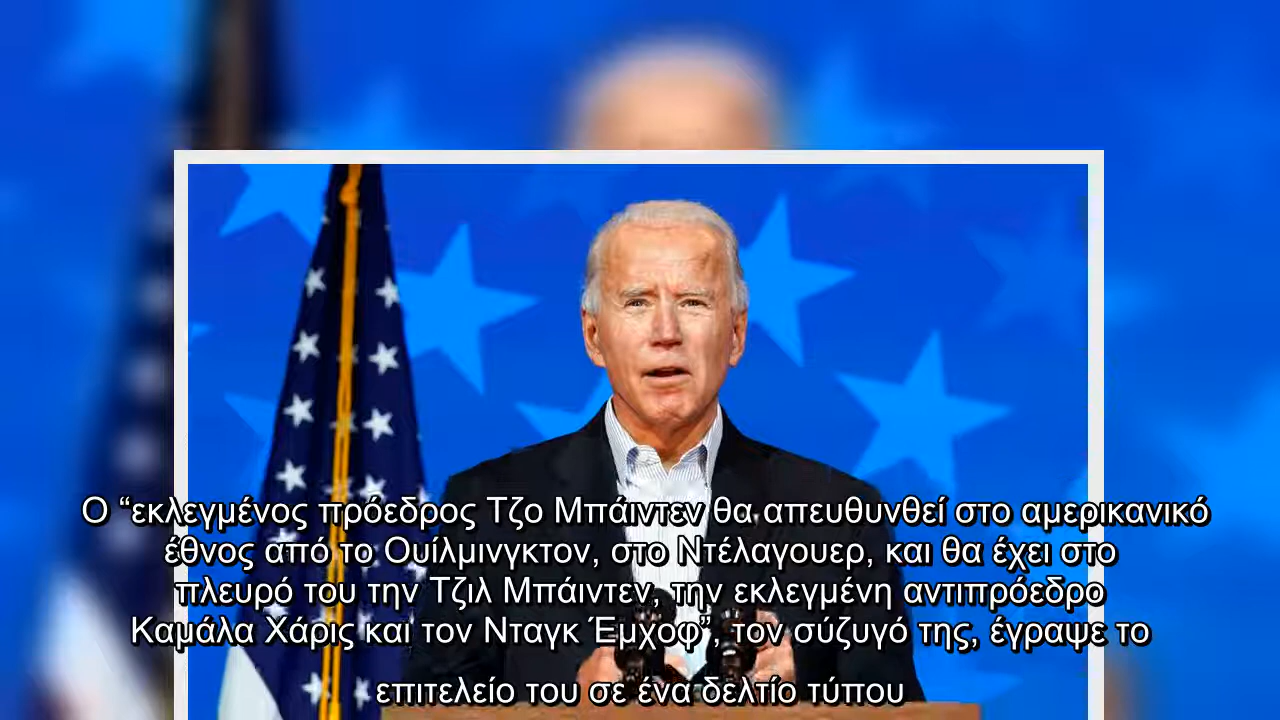 Ο “εκλεγμένος πρόεδρος Τζο Μπάιντεν θα απευθυνθεί στο αμερικανικό
έθνος από το Ουίλμινγκτον, στο Ντέλαγουερ, και θα έχει στο
πλευρό του την Τζιλ Μπάιντεν, την εκλεγμένη αντιπρόεδρο
Καμάλα Χάρις και τον Νταγκ Έμχοφ”, τον σύζυγό της, έγραψε το
επιτελείο του σε ένα δελτίο τύπου